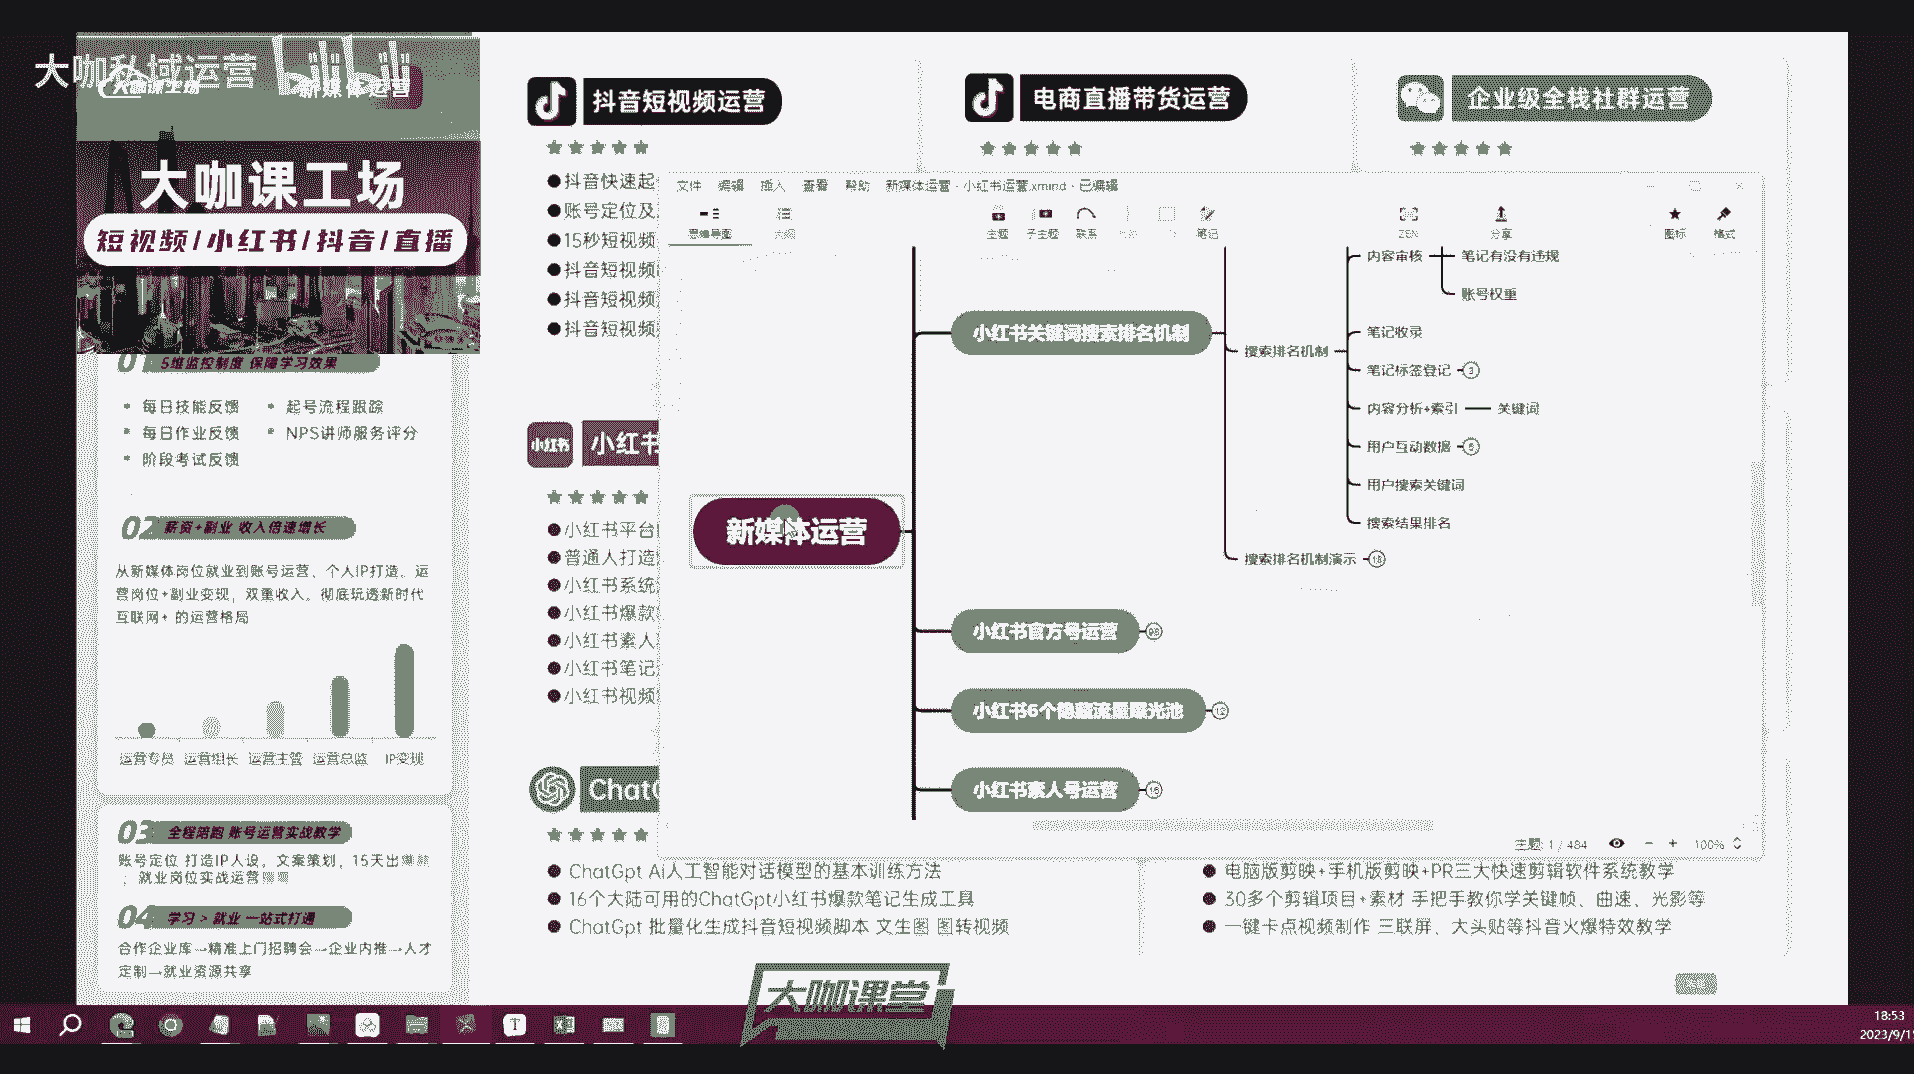 大咖私域运营
新媒体运营
大咖课工场
短视频/小红书/抖音/直播
01 5维监控制度 保障学习效果
每日技能反馈
起号流程跟踪
每日作业反馈
NPS讲师服务评分
阶段考试反馈
02 薪资+副业 收入倍速增长
从新媒体岗位就业到账号运营、个人IP打造。运
营岗位+副业变现，双重收入。彻底玩透新时代
互联网+ 的运营格局
运营专员 运营组长 运营主管 运营总监 IP变现
03 全程陪跑 账号运营实战教学
账号定位 打造IP人设，文案策划，15天出
；就业岗位实战运营
04 学习 > 就业 一站式打通
合作企业库→精准上门招聘会→企业内推→人才
定制→就业资源共享
抖音短视频运营
抖音快速起
账号定位及
15秒短视频
抖音短视频
抖音短视频
抖音短视频
电商直播带货运营
企业级全栈社群运营
小红书
小红书
小红书平台
普通人打造
小红书系统
小红书爆款
小红书素人
小红书笔记
小红书视频
文件 编辑 插入 查看 帮助 新媒体运营 - 小红书运营.xmind - 已编辑
思维导图 大纲 主题 子主题 联系 笔记 ZEN 分享 图标 格式
新媒体运营
小红书关键词搜索排名机制
搜索排名机制
内容审核
笔记有没有违规
账号权重
笔记收录
笔记标签登记 3
内容分析+索引
关键词
用户互动数据
用户搜索关键词
搜索结果排名
搜索排名机制演示
小红书官方号运营
小红书6个隐藏流量曝光池 12
小红书素人号运营
主题: 1 / 484
100%
ChatG
ChatGpt Ai人工智能对话模型的基本训练方法
16个大陆可用的ChatGpt小红书爆款笔记生成工具
ChatGpt 批量化生成抖音短视频脚本 文生图 图转视频
电脑版剪映+手机版剪映+PR三大快速剪辑软件系统教学
30多个剪辑项目+素材 手把手教你学关键帧、曲速、光影等
一键卡点视频制作 三联屏、大头贴等抖音火爆特效教学
大咖课堂
18:53
2023/9/1